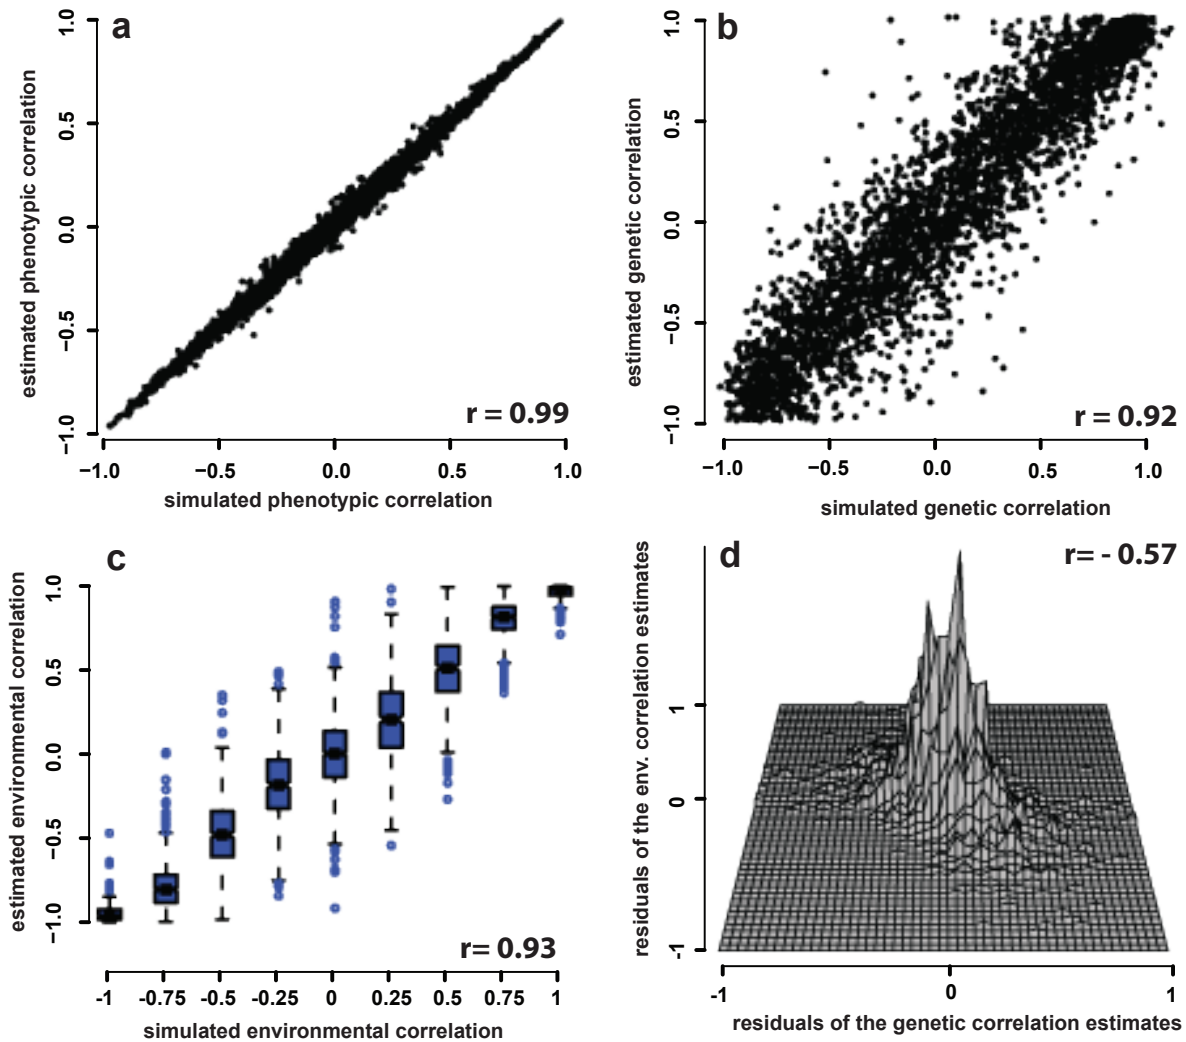 a
estimated phenotypic correlation
1.0
0.5
0.0
−0.5
−1.0
r = 0.99
−1.0 −0.5 0.0 0.5 1.0
simulated phenotypic correlation
b
estimated genetic correlation
1.0
0.5
0.0
−0.5
−1.0
r = 0.92
−1.0 −0.5 0.0 0.5 1.0
simulated genetic correlation
c
estimated environmental correlation
1.0
0.5
0.0
−0.5
−1.0
r= 0.93
-1 -0.75 -0.5 -0.25 0 0.25 0.5 0.75 1
simulated environmental correlation
d
residuals of the env. correlation estimates
r= - 0.57
1
0
-1
-1 0 1
residuals of the genetic correlation estimates